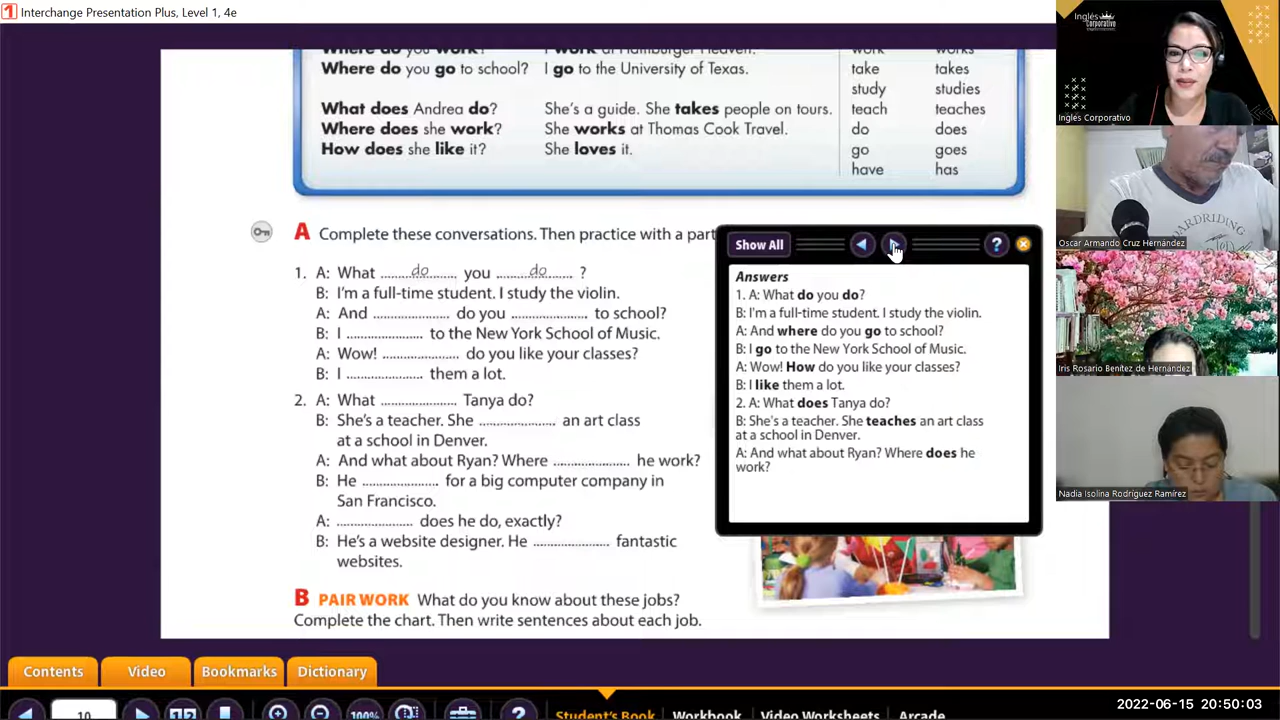 Interchange Presentation Plus, Level 1, 4e
Where do you work? I work at Hamburger Heaven. work works
Where do you go to school? I go to the University of Texas. take takes
study studies
What does Andrea do? She's a guide. She takes people on tours. teach teaches
Where does she work? She works at Thomas Cook Travel. do does
How does she like it? She loves it. go goes
have has
A Complete these conversations. Then practice with a part
1. A: What do you do ?
B: I'm a full-time student. I study the violin.
A: And .................... do you .................... to school?
B: I .................... to the New York School of Music.
A: Wow! .................... do you like your classes?
B: I .................... them a lot.
2. A: What .................... Tanya do?
B: She's a teacher. She .................... an art class
at a school in Denver.
A: And what about Ryan? Where .................... he work?
B: He .................... for a big computer company in
San Francisco.
A: .................... does he do, exactly?
B: He's a website designer. He .................... fantastic
websites.
B PAIR WORK What do you know about these jobs?
Complete the chart. Then write sentences about each job.
Show All ?
Answers
1. A: What do you do?
B: I'm a full-time student. I study the violin.
A: And where do you go to school?
B: I go to the New York School of Music.
A: Wow! How do you like your classes?
B: I like them a lot.
2. A: What does Tanya do?
B: She's a teacher. She teaches an art class
at a school in Denver.
A: And what about Ryan? Where does he
work?
Inglés
Corporativo
Inglés Corporativo
Oscar Armando Cruz Hernández
Iris Rosario Benítez de Hernández
Nadia Isolina Rodríguez Ramírez
Contents Video Bookmarks Dictionary
10 100% ?
Student's Book Workbook Video Worksheets Arcade
2022-06-15 20:50:03